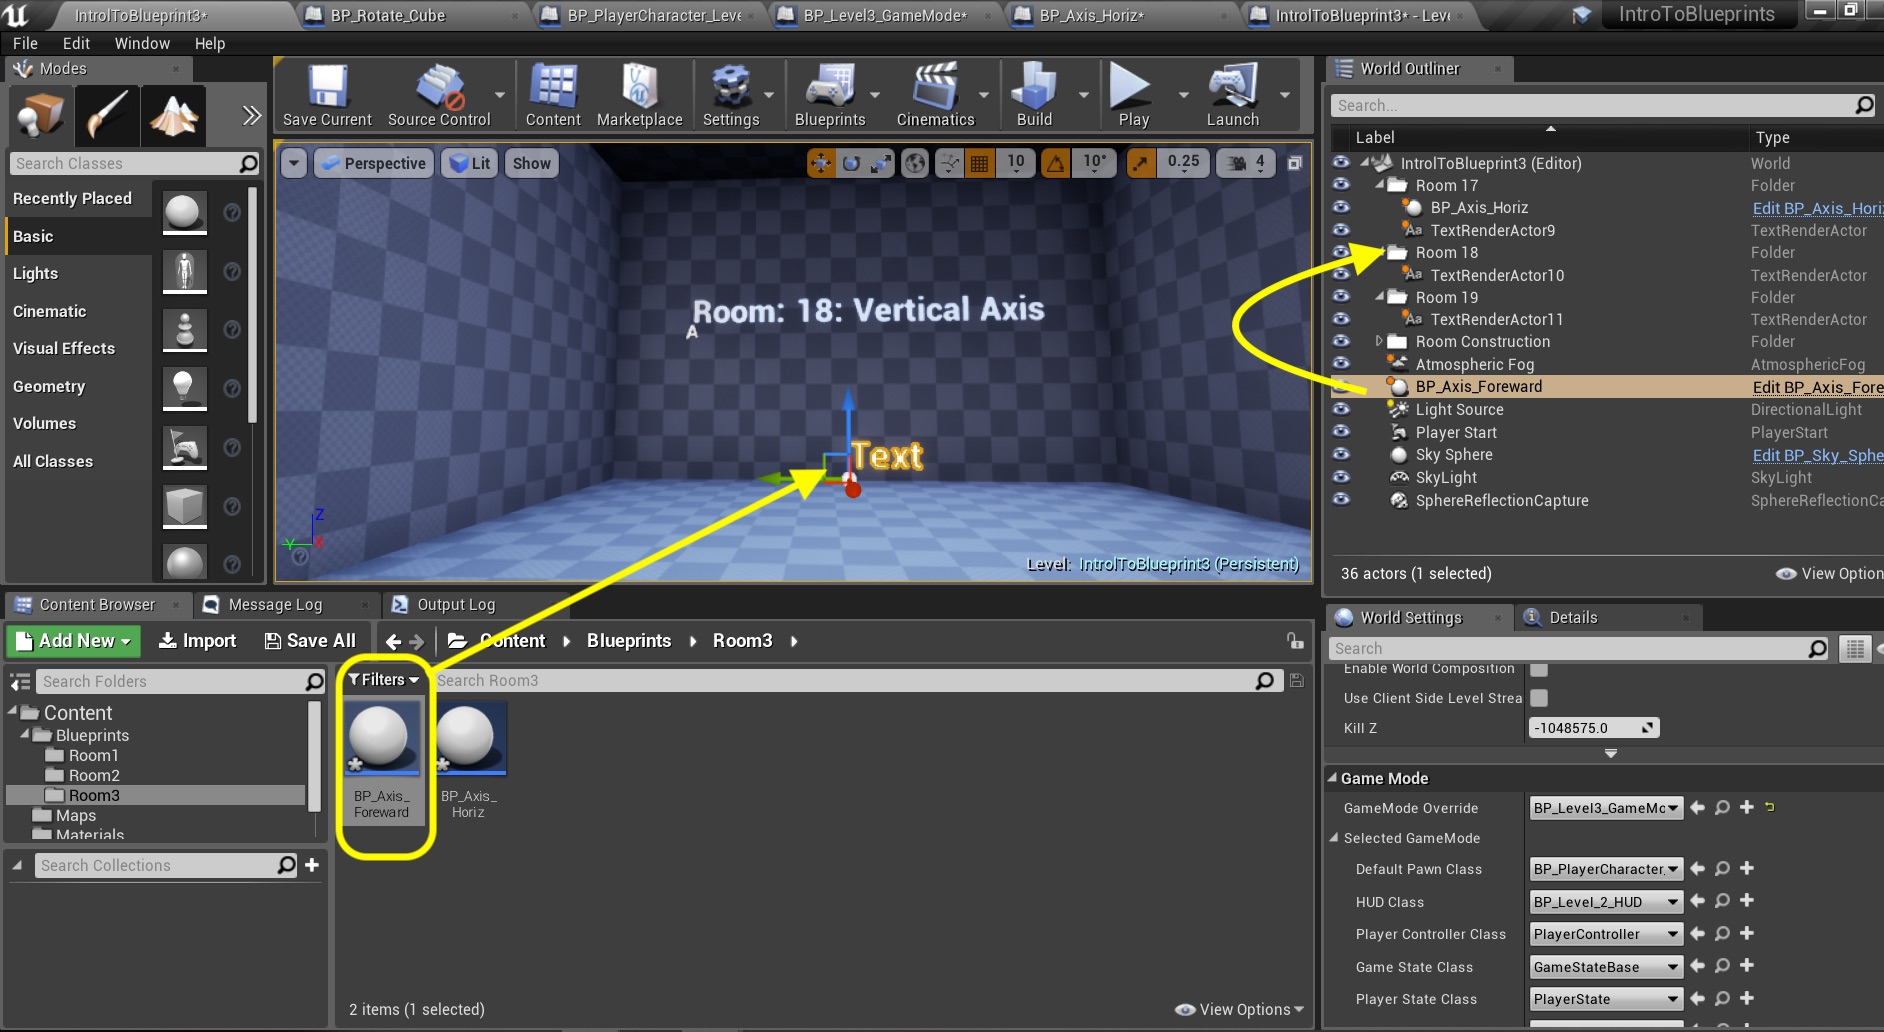 IntrolToBlueprint3*
BP_Rotate_Cube
BP_PlayerCharacter_Leve
BP_Level3_GameMode*
BP_Axis_Horiz*
IntrolToBlueprint3* - Leve
IntroToBlueprints
File Edit Window Help
Modes
Search Classes
Recently Placed
Basic
Lights
Cinematic
Visual Effects
Geometry
Volumes
All Classes
Save Current
Source Control
Content
Marketplace
Settings
Blueprints
Cinematics
Build
Play
Launch
Perspective
Lit
Show
10
10°
0.25
4
Room: 18: Vertical Axis
A
Text
Z
Y
X
Level: IntrolToBlueprint3 (Persistent)
World Outliner
Search...
Label Type
IntrolToBlueprint3 (Editor) World
Room 17 Folder
BP_Axis_Horiz Edit BP_Axis_Hori
TextRenderActor9 TextRenderActor
Room 18 Folder
TextRenderActor10 TextRenderActor
Room 19 Folder
TextRenderActor11 TextRenderActor
Room Construction Folder
Atmospheric Fog AtmosphericFog
BP_Axis_Foreward Edit BP_Axis_Fore
Light Source DirectionalLight
Player Start PlayerStart
Sky Sphere Edit BP_Sky_Sphe
SkyLight SkyLight
SphereReflectionCapture SphereReflectionCa
36 actors (1 selected)
View Option
Content Browser
Message Log
Output Log
Add New
Import
Save All
Content
Blueprints
Room3
Search Folders
Content
Blueprints
Room1
Room2
Room3
Maps
Materials
Search Collections
Filters
Search Room3
BP_Axis_
Foreward
BP_Axis_
Horiz
2 items (1 selected)
View Options
World Settings
Details
Search
Enable World Composition
Use Client Side Level Strea
Kill Z -1048575.0
Game Mode
GameMode Override BP_Level3_GameMc
Selected GameMode
Default Pawn Class BP_PlayerCharacter_
HUD Class BP_Level_2_HUD
Player Controller Class PlayerController
Game State Class GameStateBase
Player State Class PlayerState